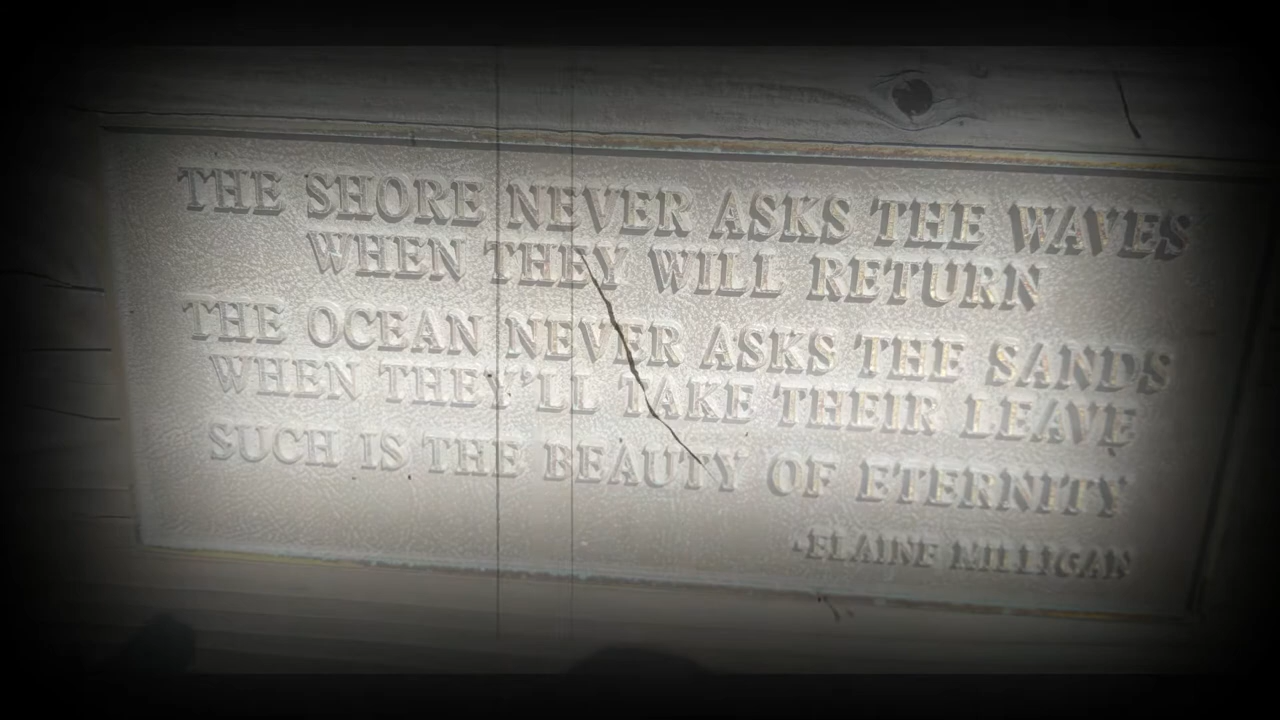 THE SHORE NEVER ASKS THE WAVES
WHEN THEY WILL RETURN
THE OCEAN NEVER ASKS THE SANDS
WHEN THEY'LL TAKE THEIR LEAVE
SUCH IS THE BEAUTY OF ETERNITY
-ELAINE MILLIGAN